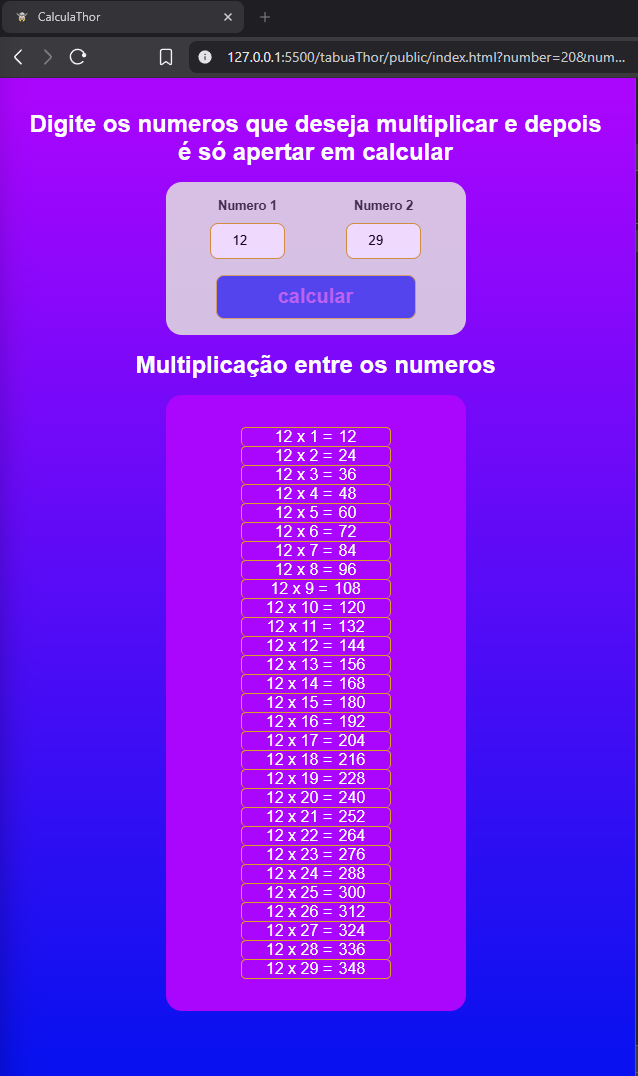 CalculaThor
127.0.0.1:5500/tabuaThor/public/index.html?number=20&num...
Digite os numeros que deseja multiplicar e depois
é só apertar em calcular
Numero 1 Numero 2
12 29
calcular
Multiplicação entre os numeros
12 x 1 = 12
12 x 2 = 24
12 x 3 = 36
12 x 4 = 48
12 x 5 = 60
12 x 6 = 72
12 x 7 = 84
12 x 8 = 96
12 x 9 = 108
12 x 10 = 120
12 x 11 = 132
12 x 12 = 144
12 x 13 = 156
12 x 14 = 168
12 x 15 = 180
12 x 16 = 192
12 x 17 = 204
12 x 18 = 216
12 x 19 = 228
12 x 20 = 240
12 x 21 = 252
12 x 22 = 264
12 x 23 = 276
12 x 24 = 288
12 x 25 = 300
12 x 26 = 312
12 x 27 = 324
12 x 28 = 336
12 x 29 = 348